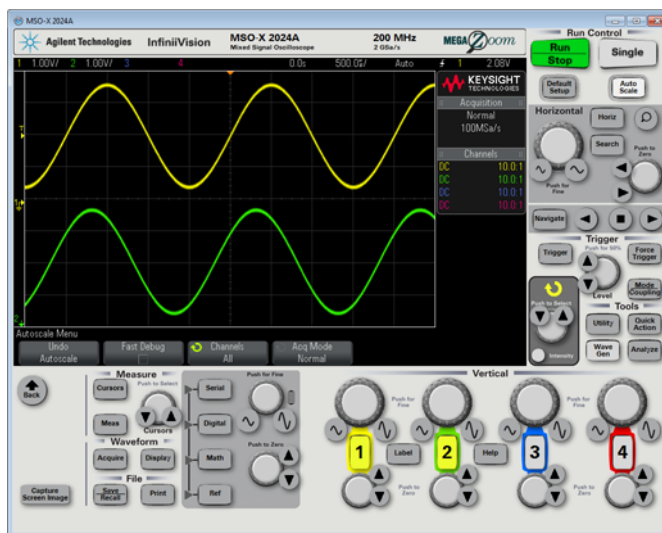 MSO-X 2024A
Agilent Technologies InfiniiVision MSO-X 2024A Mixed Signal Oscilloscope 200 MHz 2 GSa/s MEGA Zoom
1 1.00V/ 2 1.00V/ 3 4 0.0s 500.0 Auto 1 2.08V
KEYSIGHT
TECHNOLOGIES
Acquisition
Normal
100MSa/s
Channels
DC 10.0:1
DC 10.0:1
DC 10.0:1
DC 10.0:1
T
1
2
Autoscale Menu
Undo Autoscale
Fast Debug
Channels All
Acq Mode Normal
Run Control
Run Stop
Single
Default Setup
Auto Scale
Horizontal
Horiz
Search
Push to Zero
Push for Fine
Navigate
Trigger
Trigger
Push for 50%
Force Trigger
Level
Mode Coupling
Push to Select
Intensity
Tools
Utility
Quick Action
Wave Gen
Analyze
Back
Capture Screen Image
Measure
Cursors
Push to Select
Meas
Cursors
Waveform
Acquire
Display
File
Save Recall
Print
Push for Fine
Serial
Digital
Push to Zero
Math
Ref
Vertical
Push for Fine
Push for Fine
1
Label
2
Help
3
4
Push to Zero
Push to Zero